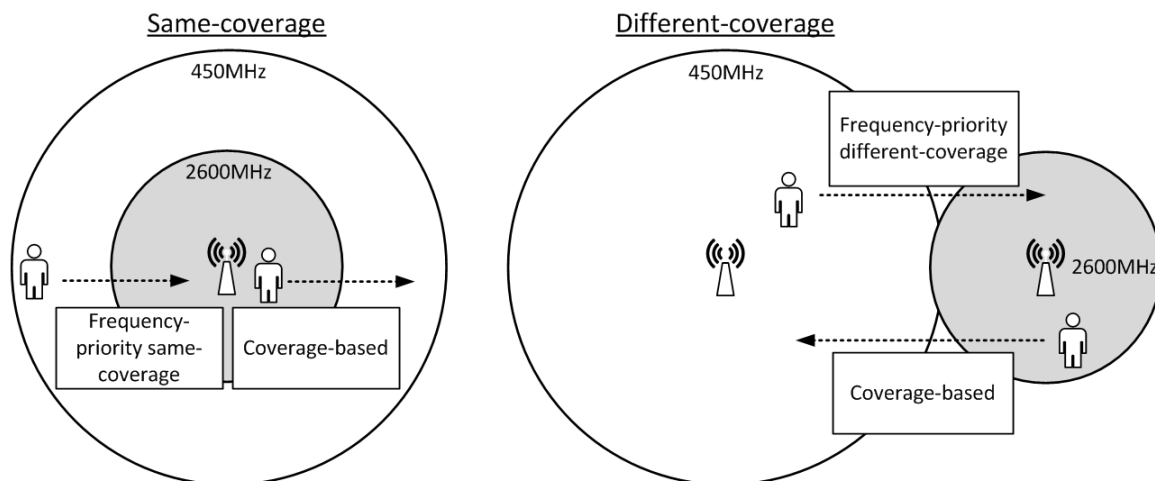 Same-coverage
450MHz
2600MHz
Frequency-
priority same-
coverage
Coverage-based
Different-coverage
450MHz
Frequency-priority
different-coverage
2600MHz
Coverage-based